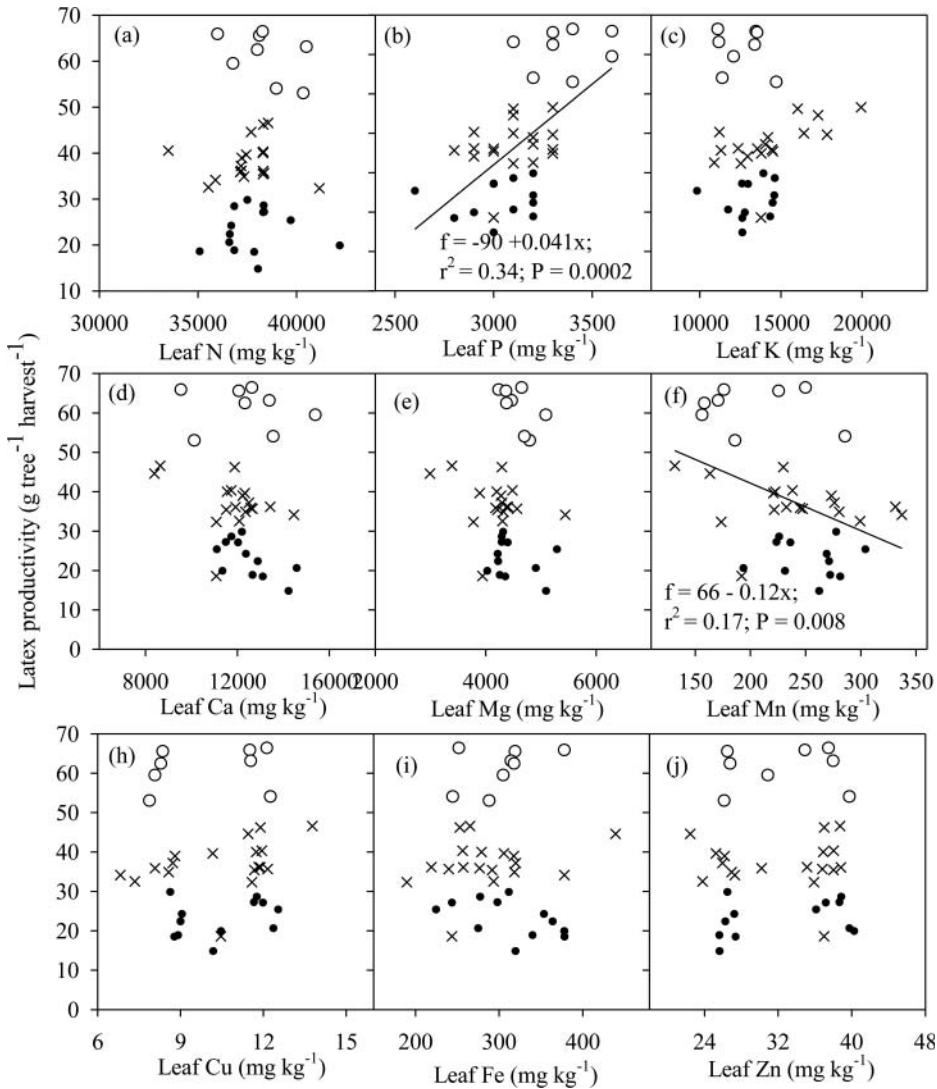 Latex productivity (g tree⁻¹ harvest⁻¹)
70
60
50
40
30
20
10
(a)
(b)
(c)
f = -90 +0.041x;
r² = 0.34; P = 0.0002
30000 35000 40000 2500 3000 3500 10000 15000 20000
Leaf N (mg kg⁻¹) Leaf P (mg kg⁻¹) Leaf K (mg kg⁻¹)
70
60
50
40
30
20
10
0
(d)
(e)
(f)
f = 66 - 0.12x;
r² = 0.17; P = 0.008
8000 12000 16000 2000 4000 6000 150 200 250 300 350
Leaf Ca (mg kg⁻¹) Leaf Mg (mg kg⁻¹) Leaf Mn (mg kg⁻¹)
70
60
50
40
30
20
10
0
(h)
(i)
(j)
6 9 12 15 200 300 400 24 32 40 48
Leaf Cu (mg kg⁻¹) Leaf Fe (mg kg⁻¹) Leaf Zn (mg kg⁻¹)